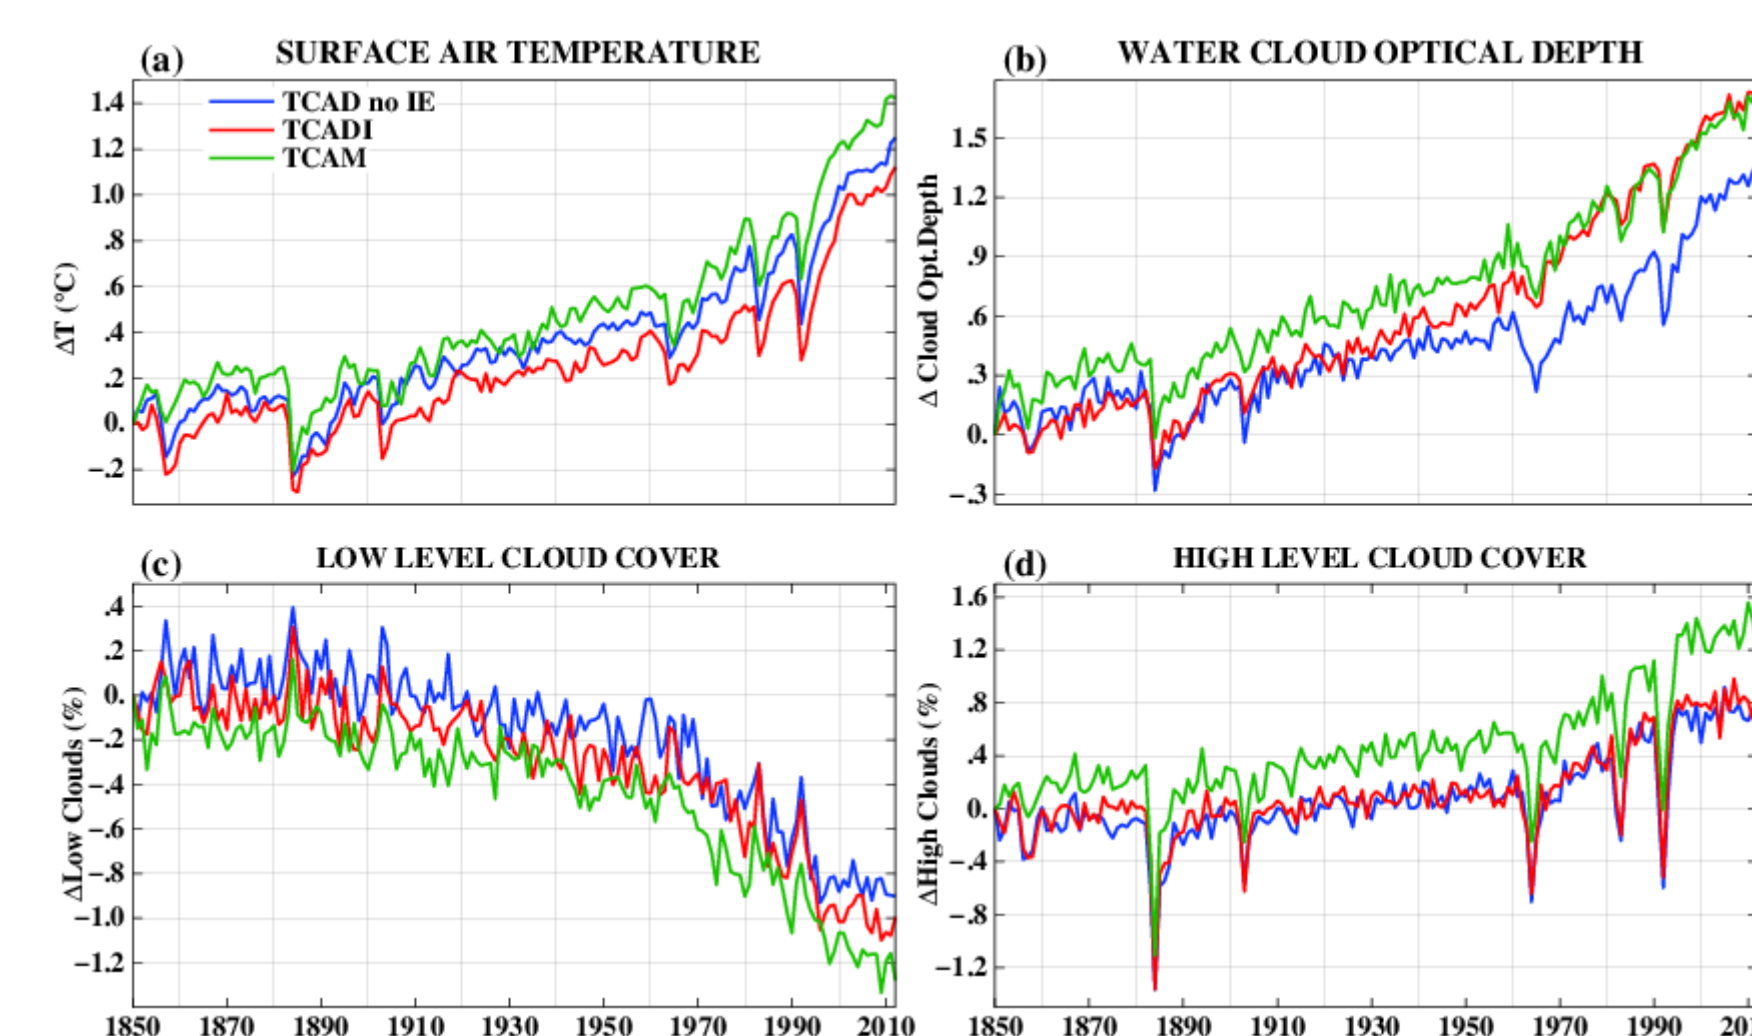 (a) SURFACE AIR TEMPERATURE
TCAD no IE
TCADI
TCAM
1.4
1.2
1.0
.8
.6
.4
.2
0.
−.2
ΔT (°C)
(b) WATER CLOUD OPTICAL DEPTH
1.5
1.2
.9
.6
.3
0.
−.3
Δ Cloud Opt.Depth
(c) LOW LEVEL CLOUD COVER
.4
.2
0.
−.2
−.4
−.6
−.8
−1.0
−1.2
ΔLow Clouds (%)
1850 1870 1890 1910 1930 1950 1970 1990 2010
(d) HIGH LEVEL CLOUD COVER
1.6
1.2
.8
.4
0.
−.4
−.8
−1.2
ΔHigh Clouds (%)
1850 1870 1890 1910 1930 1950 1970 1990 20